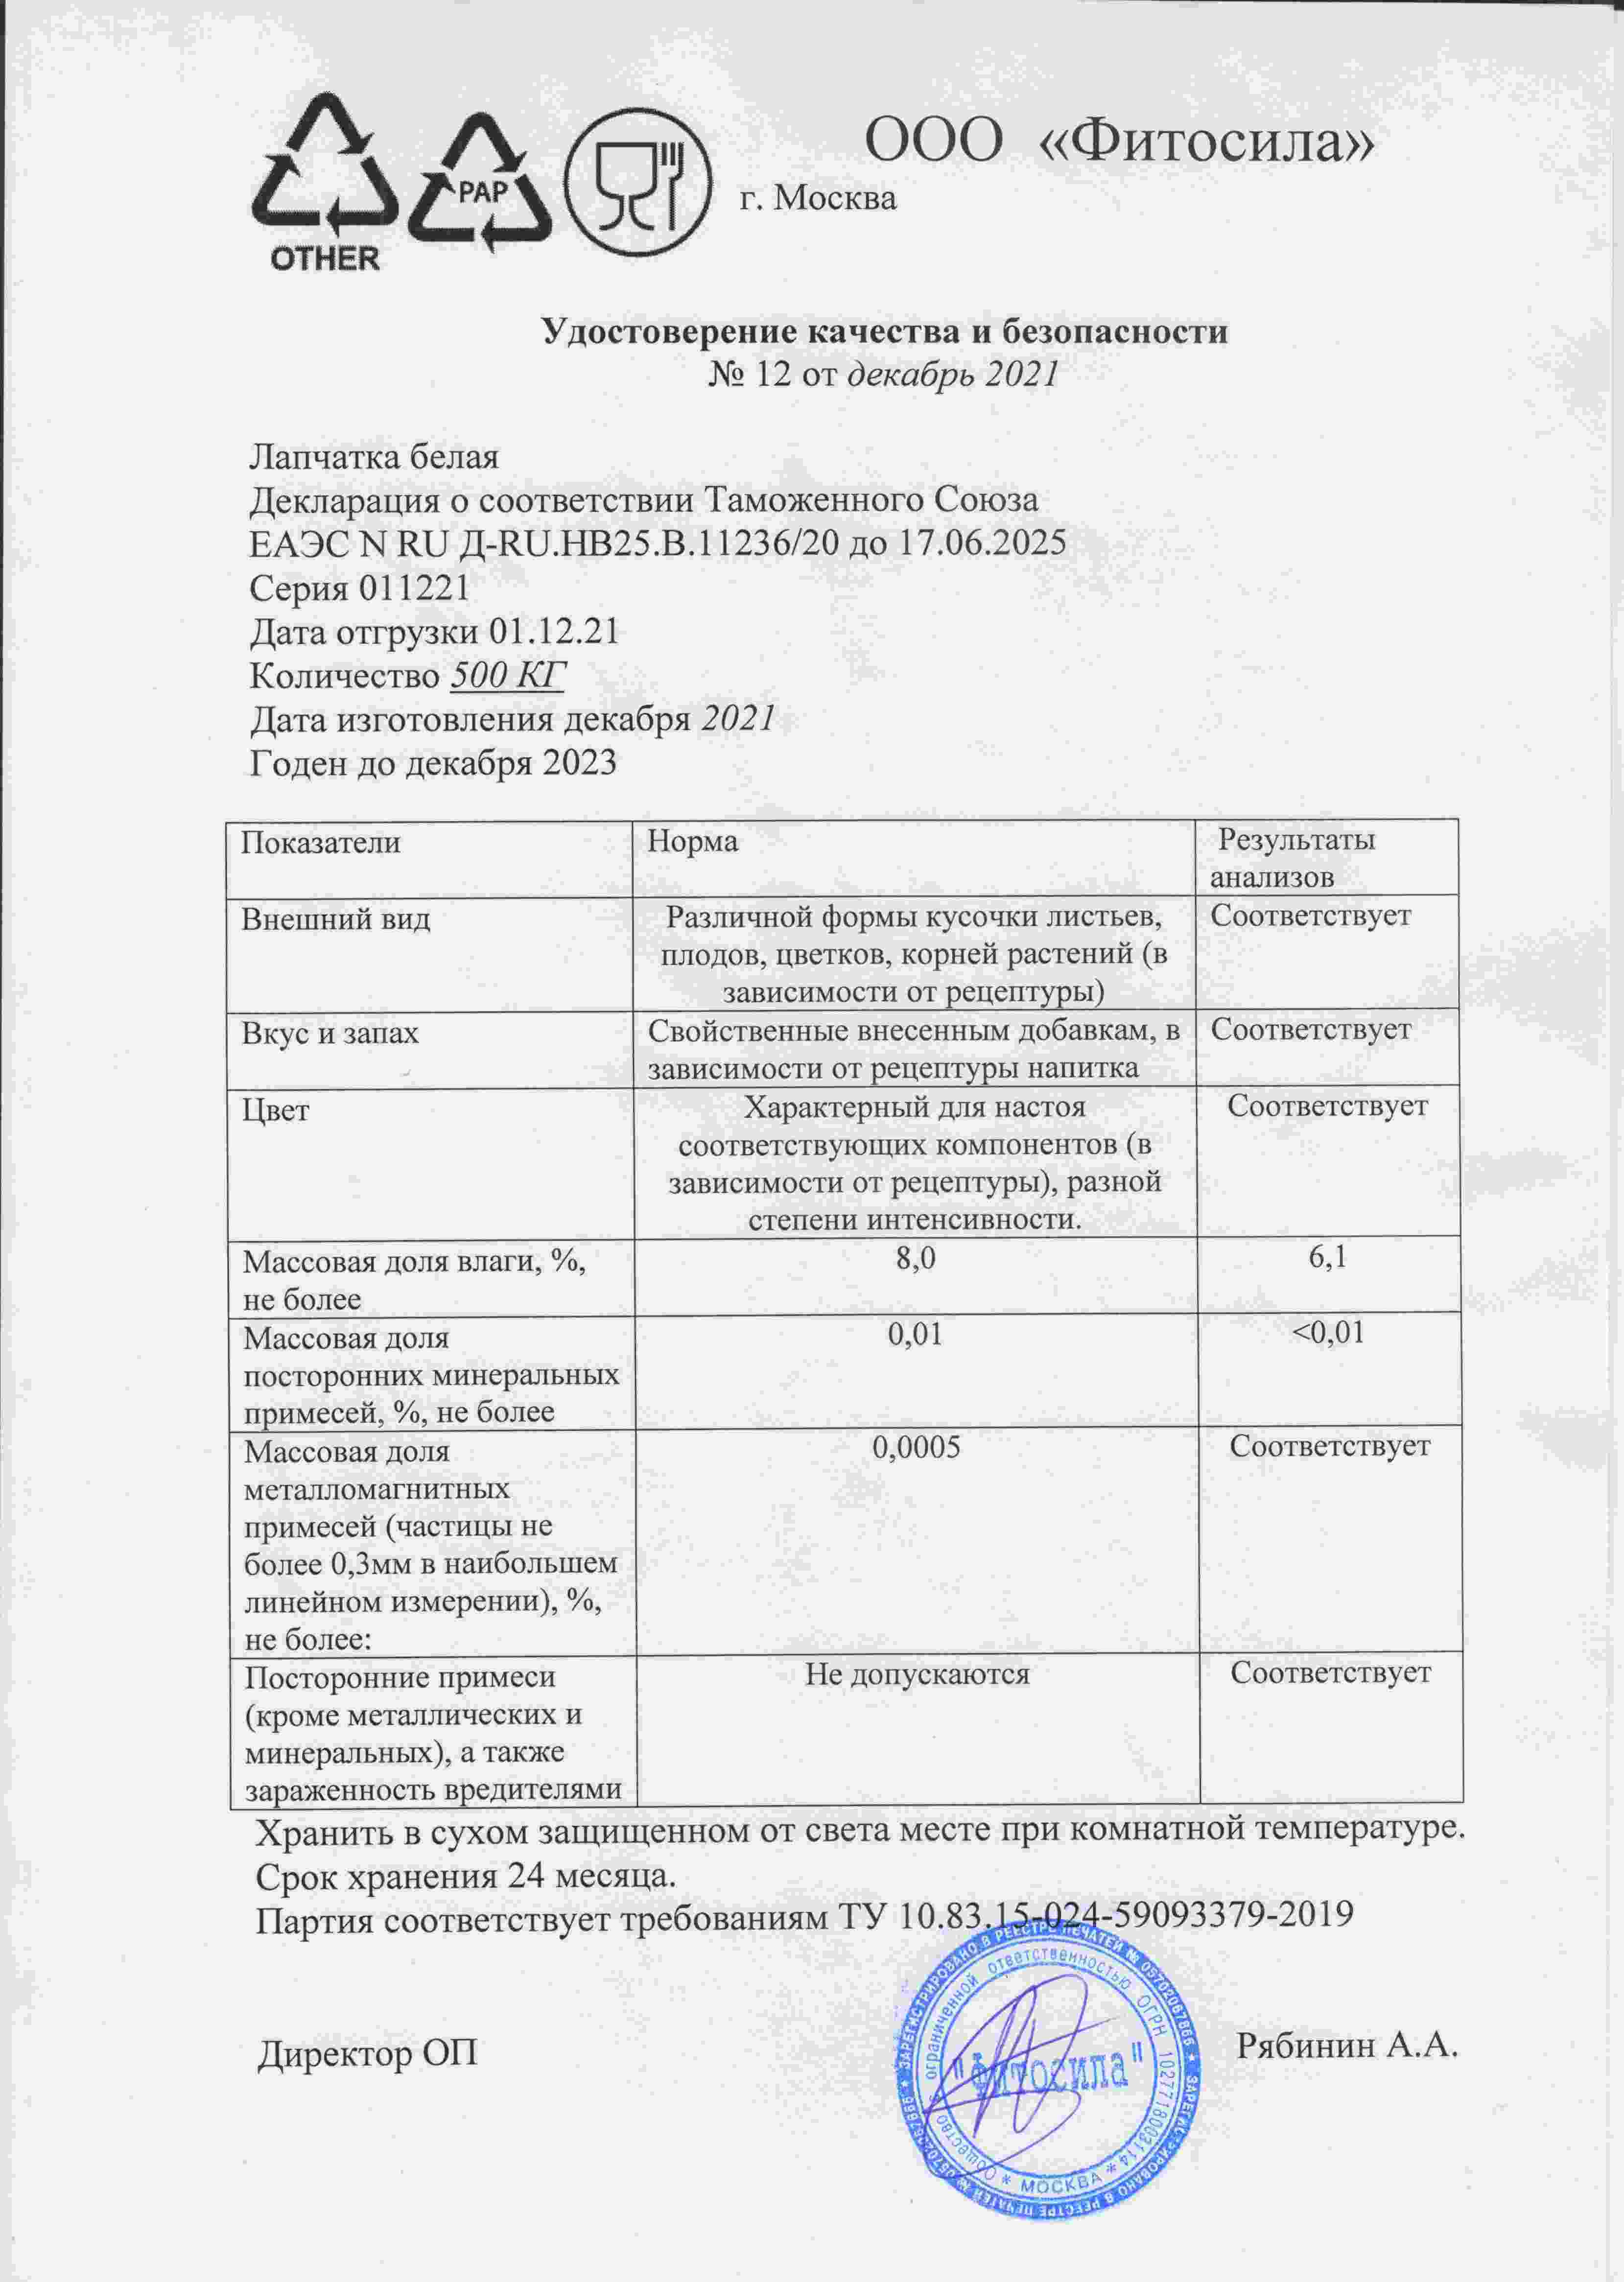 ООО «Фитосила»
PAP
г. Москва
OTHER
Удостоверение качества и безопасности
№ 12 от декабрь 2021
Лапчатка белая
Декларация о соответствии Таможенного Союза
ЕАЭС N RU Д-RU.НВ25.В.11236/20 до 17.06.2025
Серия 011221
Дата отгрузки 01.12.21
Количество 500 КГ
Дата изготовления декабря 2021
Годен до декабря 2023
Показатели
Норма
Результаты
анализов
Внешний вид
Различной формы кусочки листьев,
плодов, цветков, корней растений (в
зависимости от рецептуры)
Соответствует
Вкус и запах
Свойственные внесенным добавкам, в
зависимости от рецептуры напитка
Соответствует
Цвет
Характерный для настоя
соответствующих компонентов (в
зависимости от рецептуры), разной
степени интенсивности.
Соответствует
Массовая доля влаги, %,
не более
8,0
6,1
Массовая доля
посторонних минеральных
примесей, %, не более
0,01
<0,01
Массовая доля
металломагнитных
примесей (частицы не
более 0,3мм в наибольшем
линейном измерении), %,
не более:
0,0005
Соответствует
Посторонние примеси
(кроме металлических и
минеральных), а также
зараженность вредителями
Не допускаются
Соответствует
Хранить в сухом защищенном от света месте при комнатной температуре.
Срок хранения 24 месяца.
Партия соответствует требованиям ТУ 10.83.15-024-59093379-2019
Директор ОП
Рябинин А.А.
ЗАРЕГИСТРИРОВАНО В РЕЕСТРЕ ПЕЧАТЕЙ №
Общество с ограниченной ответственностью ОГРН 1027718003114
"Фитосила"
* МОСКВА *